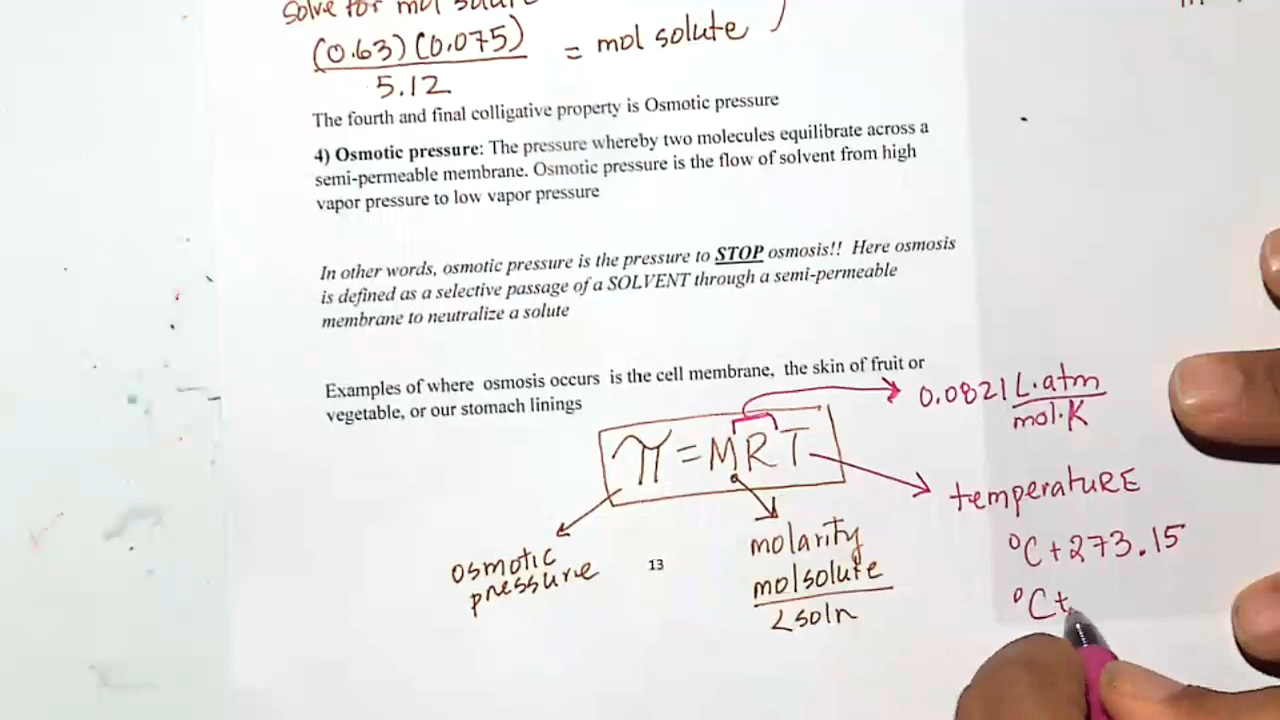 solve for mol solute
(0.63)(0.075)
= mol solute
5.12
The fourth and final colligative property is Osmotic pressure
4) Osmotic pressure: The pressure whereby two molecules equilibrate across a
semi-permeable membrane. Osmotic pressure is the flow of solvent from high
vapor pressure to low vapor pressure
In other words, osmotic pressure is the pressure to STOP osmosis!! Here osmosis
is defined as a selective passage of a SOLVENT through a semi-permeable
membrane to neutralize a solute
Examples of where osmosis occurs is the cell membrane, the skin of fruit or
vegetable, or our stomach linings
0.0821 L·atm
mol·K
π = MRT
temperatuRE
°C+273.15
°C+
osmotic
pressure
molarity
mol solute
L soln
13